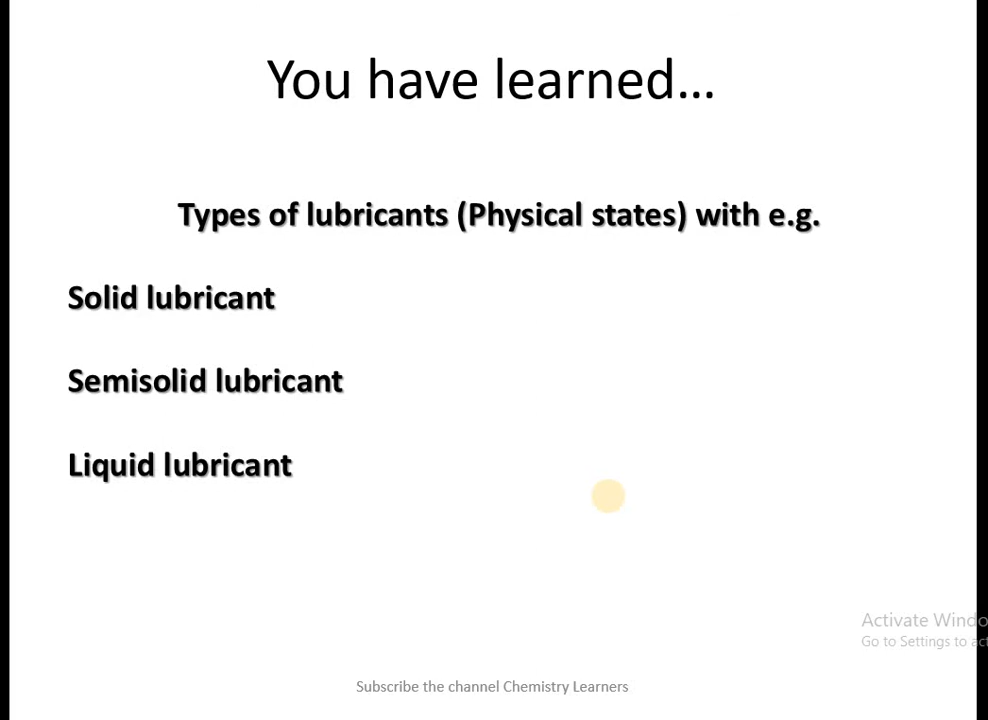 You have learned...
Types of lubricants (Physical states) with e.g.
Solid lubricant
Semisolid lubricant
Liquid lubricant
Activate Windo
Go to Settings to act
Subscribe the channel Chemistry Learners